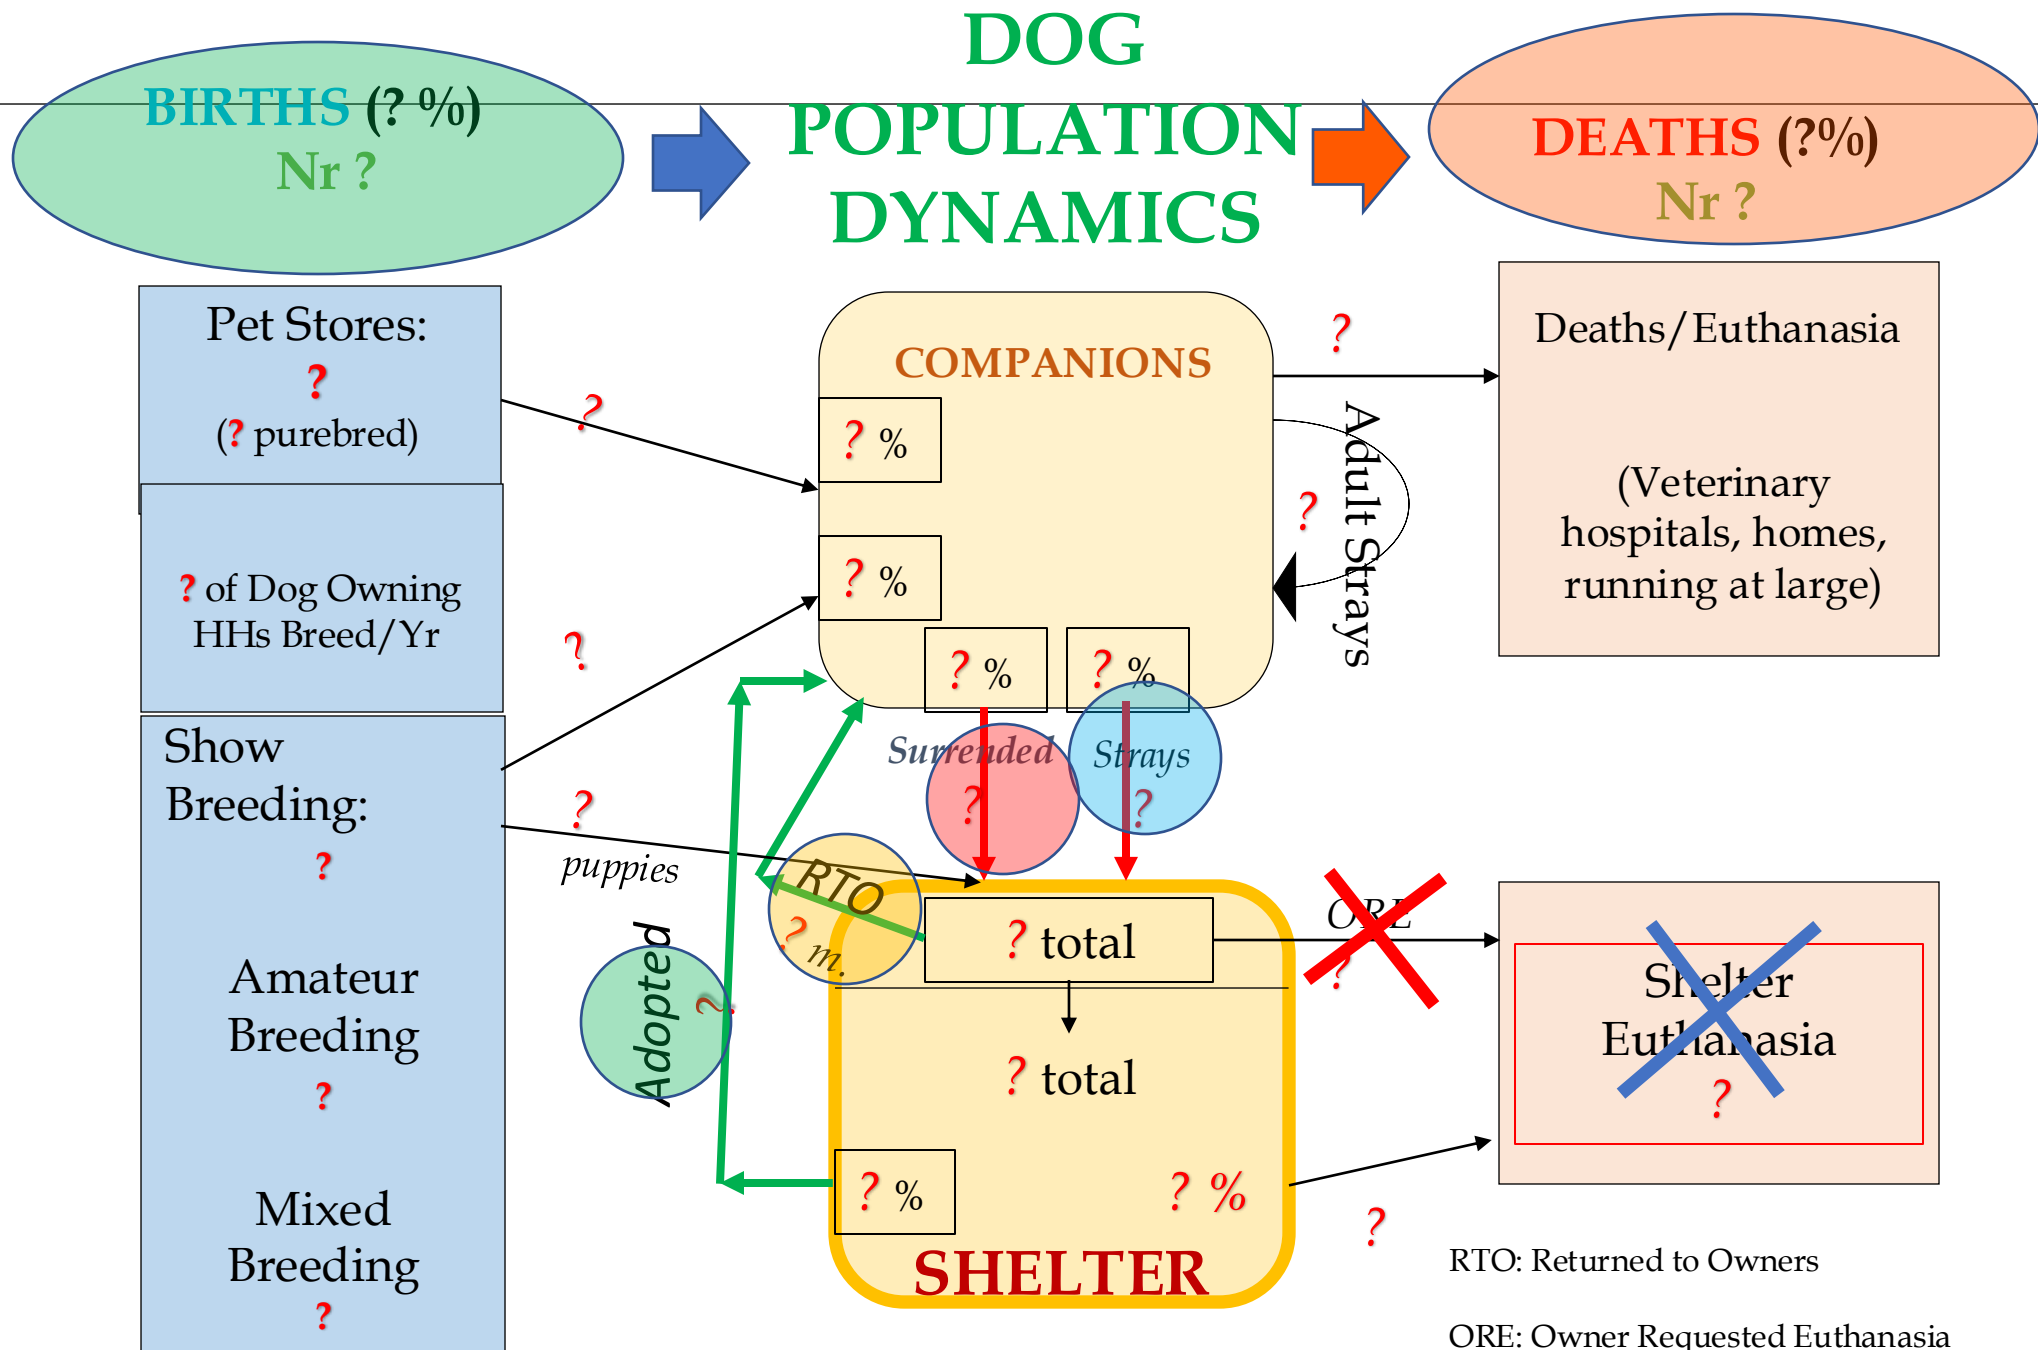 DOG
POPULATION
DYNAMICS
BIRTHS (? %)
Nr ?
DEATHS (?%)
Nr ?
Pet Stores:
?
(? purebred)
? of Dog Owning
HHs Breed/Yr
Show
Breeding:
?
Amateur
Breeding
?
Mixed
Breeding
?
?
?
?
puppies
COMPANIONS
? %
? %
? %
? %
Surrended
?
Strays
?
?
Adult Strays
?
Deaths/Euthanasia
(Veterinary
hospitals, homes,
running at large)
RTO
? m.
Adopted
?
? total
? total
? %
? %
SHELTER
ORE
?
Shelter
Euthanasia
?
?
RTO: Returned to Owners
ORE: Owner Requested Euthanasia